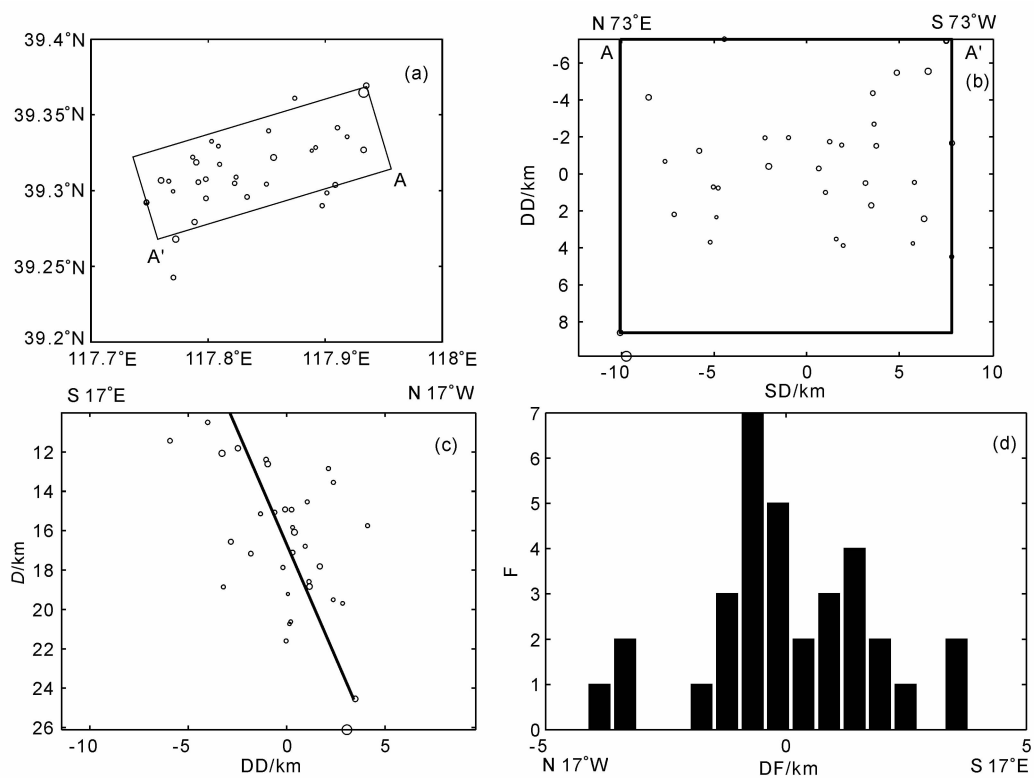 39.4°N
39.35°N
39.3°N
39.25°N
39.2°N
117.7°E 117.8°E 117.9°E 118°E
(a)
A
A'
N 73°E S 73°W
A A'
(b)
DD/km
-6
-4
-2
0
2
4
6
8
-10 -5 0 5 10
SD/km
S 17°E N 17°W
(c)
D/km
12
14
16
18
20
22
24
26
-10 -5 0 5
DD/km
(d)
F
7
6
5
4
3
2
1
0
-5 0 5
N 17°W DF/km S 17°E